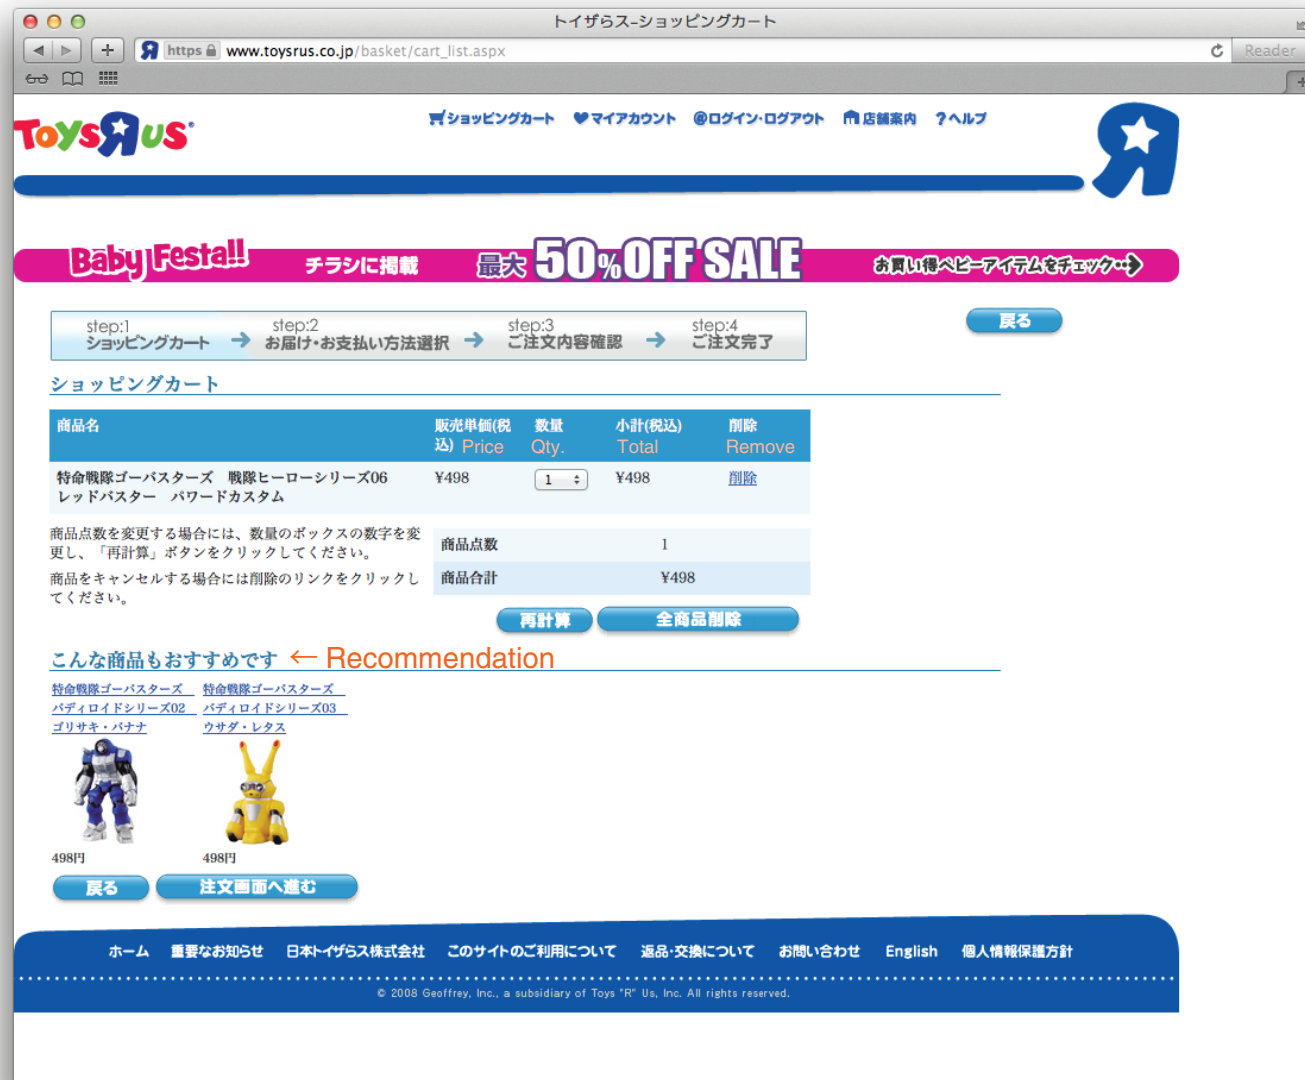 トイザらス-ショッピングカート
https www.toysrus.co.jp/basket/cart_list.aspx
Reader
TOYS R US
ショッピングカート マイアカウント @ログイン・ログアウト 店舗案内 ?ヘルプ
Baby Festa!! チラシに掲載 最大 50%OFF SALE お買い得ベビーアイテムをチェック
step:1 step:2 step:3 step:4
ショッピングカート → お届け・お支払い方法選択 → ご注文内容確認 → ご注文完了
戻る
ショッピングカート
商品名 販売単価(税込) Price 数量 Qty. 小計(税込) Total 削除 Remove
特命戦隊ゴーバスターズ 戦隊ヒーローシリーズ06 ¥498 1 ¥498 削除
レッドバスター パワードカスタム
商品点数を変更する場合には、数量のボックスの数字を変
更し、「再計算」ボタンをクリックしてください。
商品をキャンセルする場合には削除のリンクをクリックし
てください。
商品点数 1
商品合計 ¥498
再計算 全商品削除
こんな商品もおすすめです ← Recommendation
特命戦隊ゴーバスターズ
バディロイドシリーズ02
ゴリサキ・バナナ
498円
特命戦隊ゴーバスターズ
バディロイドシリーズ03
ウサダ・レタス
498円
戻る 注文画面へ進む
ホーム 重要なお知らせ 日本トイザらス株式会社 このサイトのご利用について 返品・交換について お問い合わせ English 個人情報保護方針
© 2008 Geoffrey, Inc., a subsidiary of Toys "R" Us, Inc. All rights reserved.